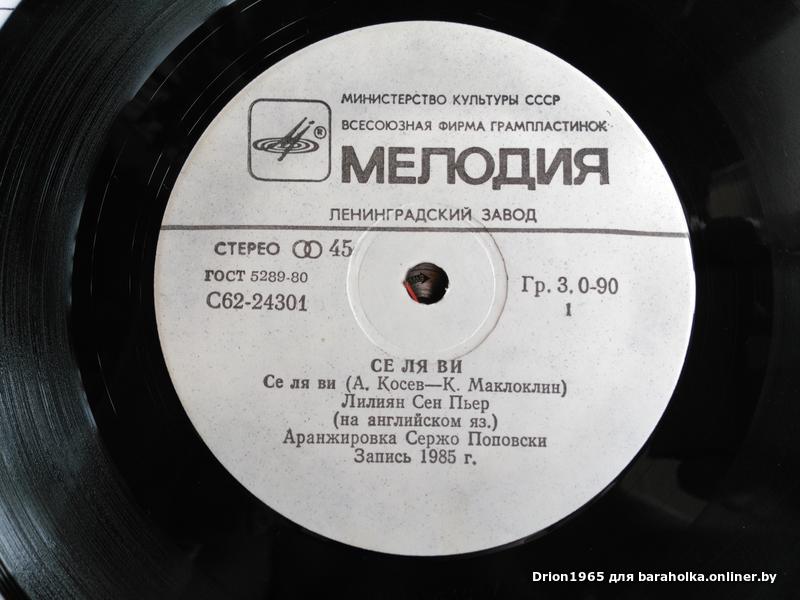 МИНИСТЕРСТВО КУЛЬТУРЫ СССР
ВСЕСОЮЗНАЯ ФИРМА ГРАМПЛАСТИНОК
®
МЕЛОДИЯ
ЛЕНИНГРАДСКИЙ ЗАВОД
СТЕРЕО 45
ГОСТ 5289-80
С62-24301
Гр. 3. 0-90
1
СЕ ЛЯ ВИ
Се ля ви (А. Косев—К. Маклоклин)
Лилиян Сен Пьер
(на английском яз.)
Аранжировка Сержо Поповски
Запись 1985 г.
Drion1965 для baraholka.onliner.by